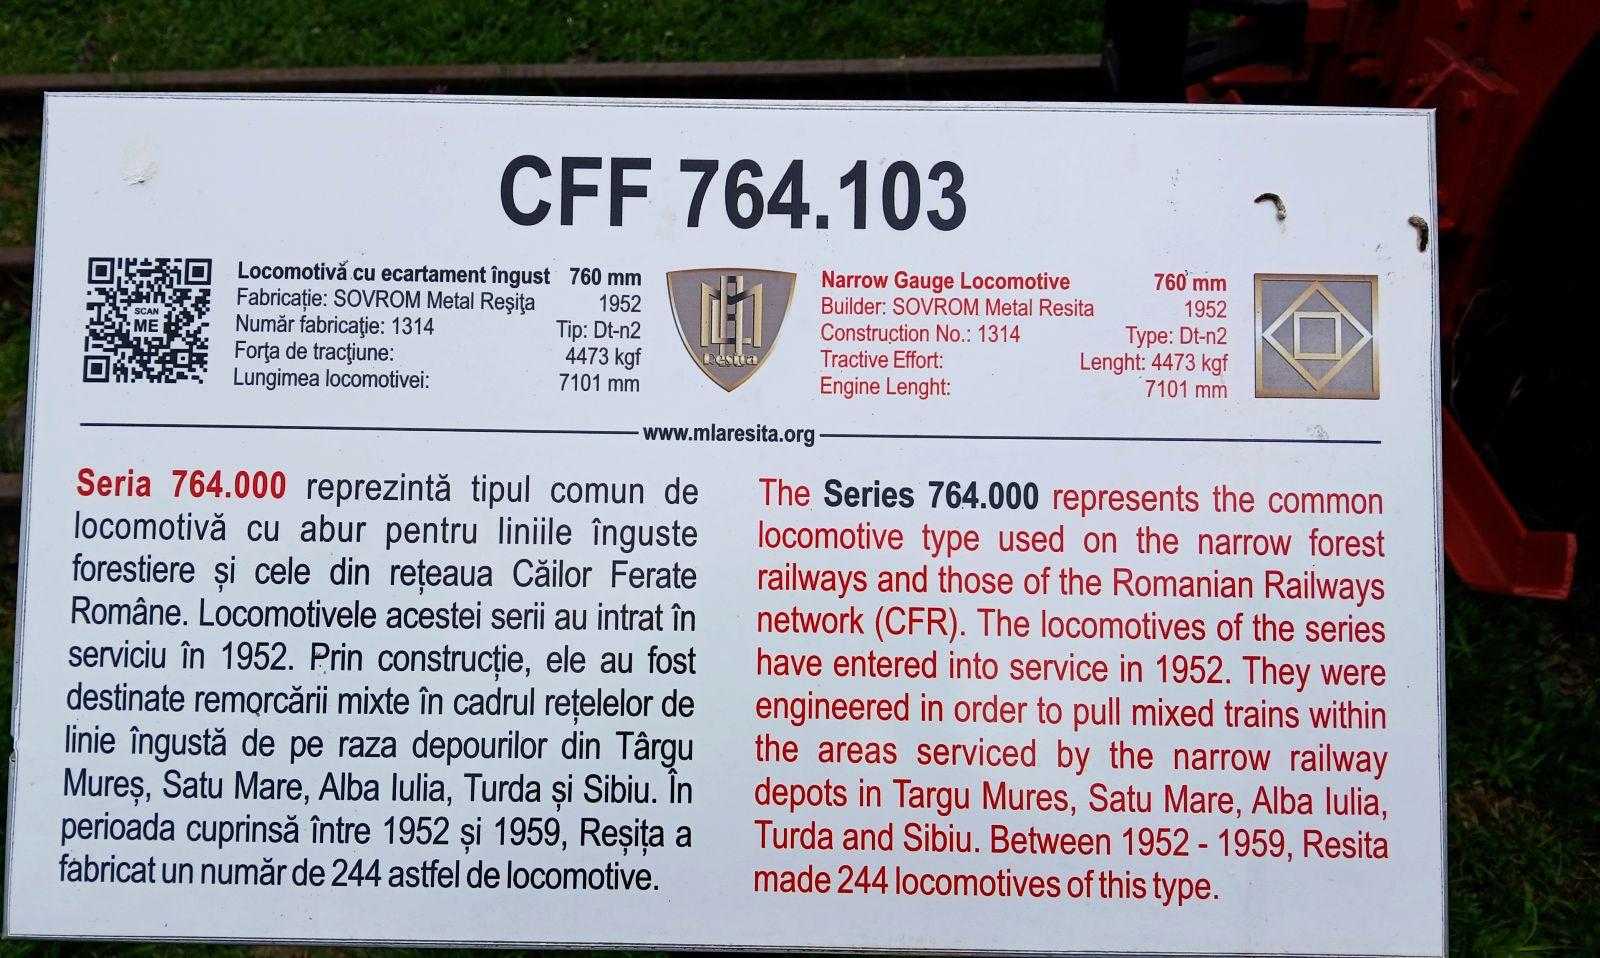 CFF 764.103
SCAN
ME
Locomotivă cu ecartament îngust 760 mm
Fabricație: SOVROM Metal Reşiţa 1952
Număr fabricaţie: 1314 Tip: Dt-n2
Forţa de tracţiune: 4473 kgf
Lungimea locomotivei: 7101 mm
Resita
Narrow Gauge Locomotive 760 mm
Builder: SOVROM Metal Resita 1952
Construction No.: 1314 Type: Dt-n2
Tractive Effort: Lenght: 4473 kgf
Engine Lenght: 7101 mm
www.mlaresita.org
Seria 764.000 reprezintă tipul comun de
locomotivă cu abur pentru liniile înguste
forestiere și cele din rețeaua Căilor Ferate
Române. Locomotivele acestei serii au intrat în
serviciu în 1952. Prin construcție, ele au fost
destinate remorcării mixte în cadrul rețelelor de
linie îngustă de pe raza depourilor din Târgu
Mureș, Satu Mare, Alba Iulia, Turda și Sibiu. În
perioada cuprinsă între 1952 și 1959, Reșița a
fabricat un număr de 244 astfel de locomotive.
The Series 764.000 represents the common
locomotive type used on the narrow forest
railways and those of the Romanian Railways
network (CFR). The locomotives of the series
have entered into service in 1952. They were
engineered in order to pull mixed trains within
the areas serviced by the narrow railway
depots in Targu Mures, Satu Mare, Alba Iulia,
Turda and Sibiu. Between 1952 - 1959, Resita
made 244 locomotives of this type.